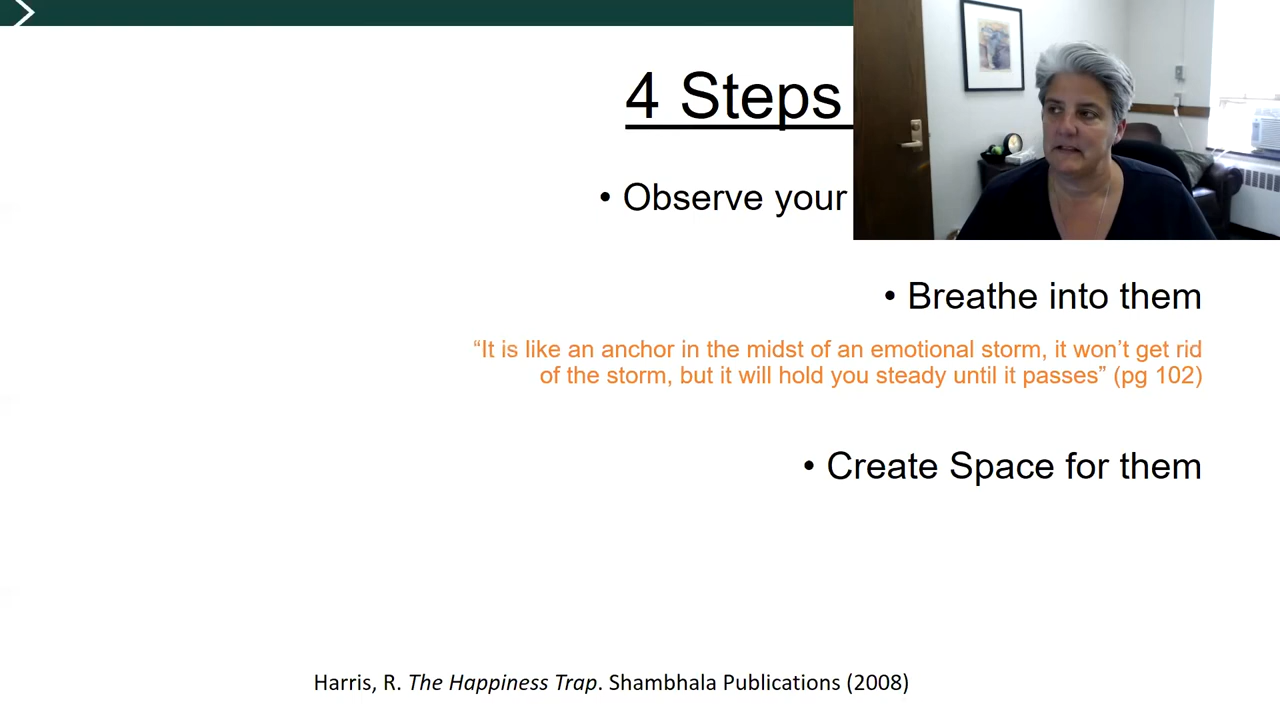 4 Steps
• Observe your
• Breathe into them
“It is like an anchor in the midst of an emotional storm, it won’t get rid
of the storm, but it will hold you steady until it passes” (pg 102)
• Create Space for them
Harris, R. The Happiness Trap. Shambhala Publications (2008)